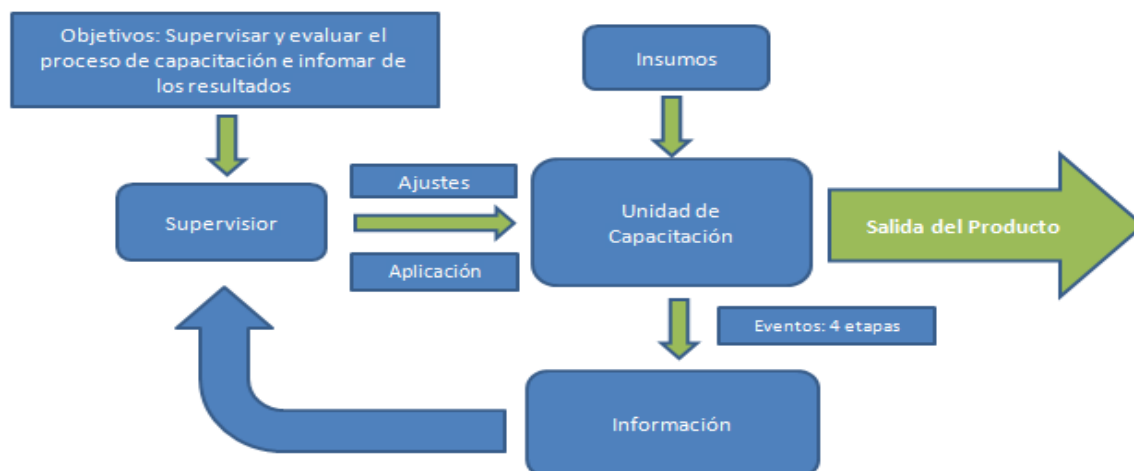 Objetivos: Supervisar y evaluar el
proceso de capacitación e infomar de
los resultados
Insumos
Supervisior
Ajustes
Aplicación
Unidad de
Capacitación
Salida del Producto
Eventos: 4 etapas
Información